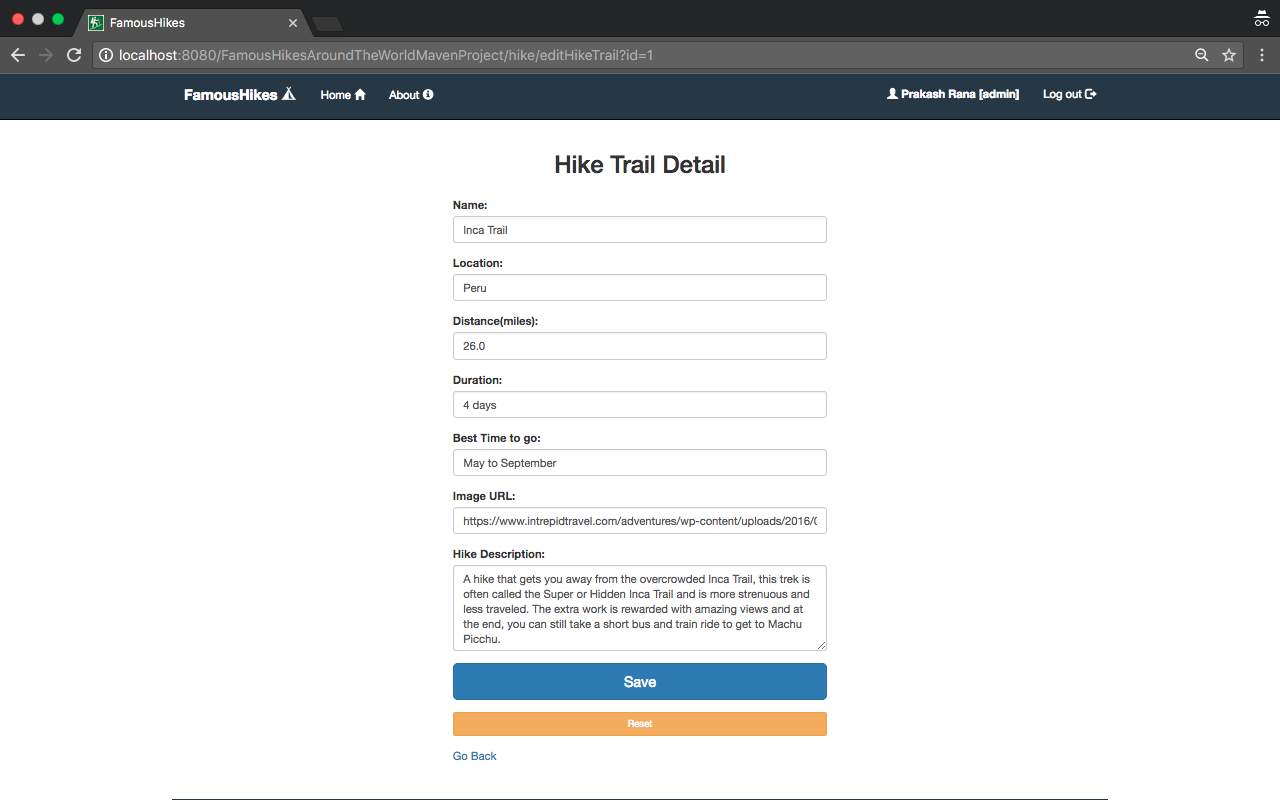 FamousHikes
localhost:8080/FamousHikesAroundTheWorldMavenProject/hike/editHikeTrail?id=1
FamousHikes Home About Prakash Rana [admin] Log out
Hike Trail Detail
Name:
Inca Trail
Location:
Peru
Distance(miles):
26.0
Duration:
4 days
Best Time to go:
May to September
Image URL:
https://www.intrepidtravel.com/adventures/wp-content/uploads/2016/
Hike Description:
A hike that gets you away from the overcrowded Inca Trail, this trek is
often called the Super or Hidden Inca Trail and is more strenuous and
less traveled. The extra work is rewarded with amazing views and at
the end, you can still take a short bus and train ride to get to Machu
Picchu.
Save
Reset
Go Back